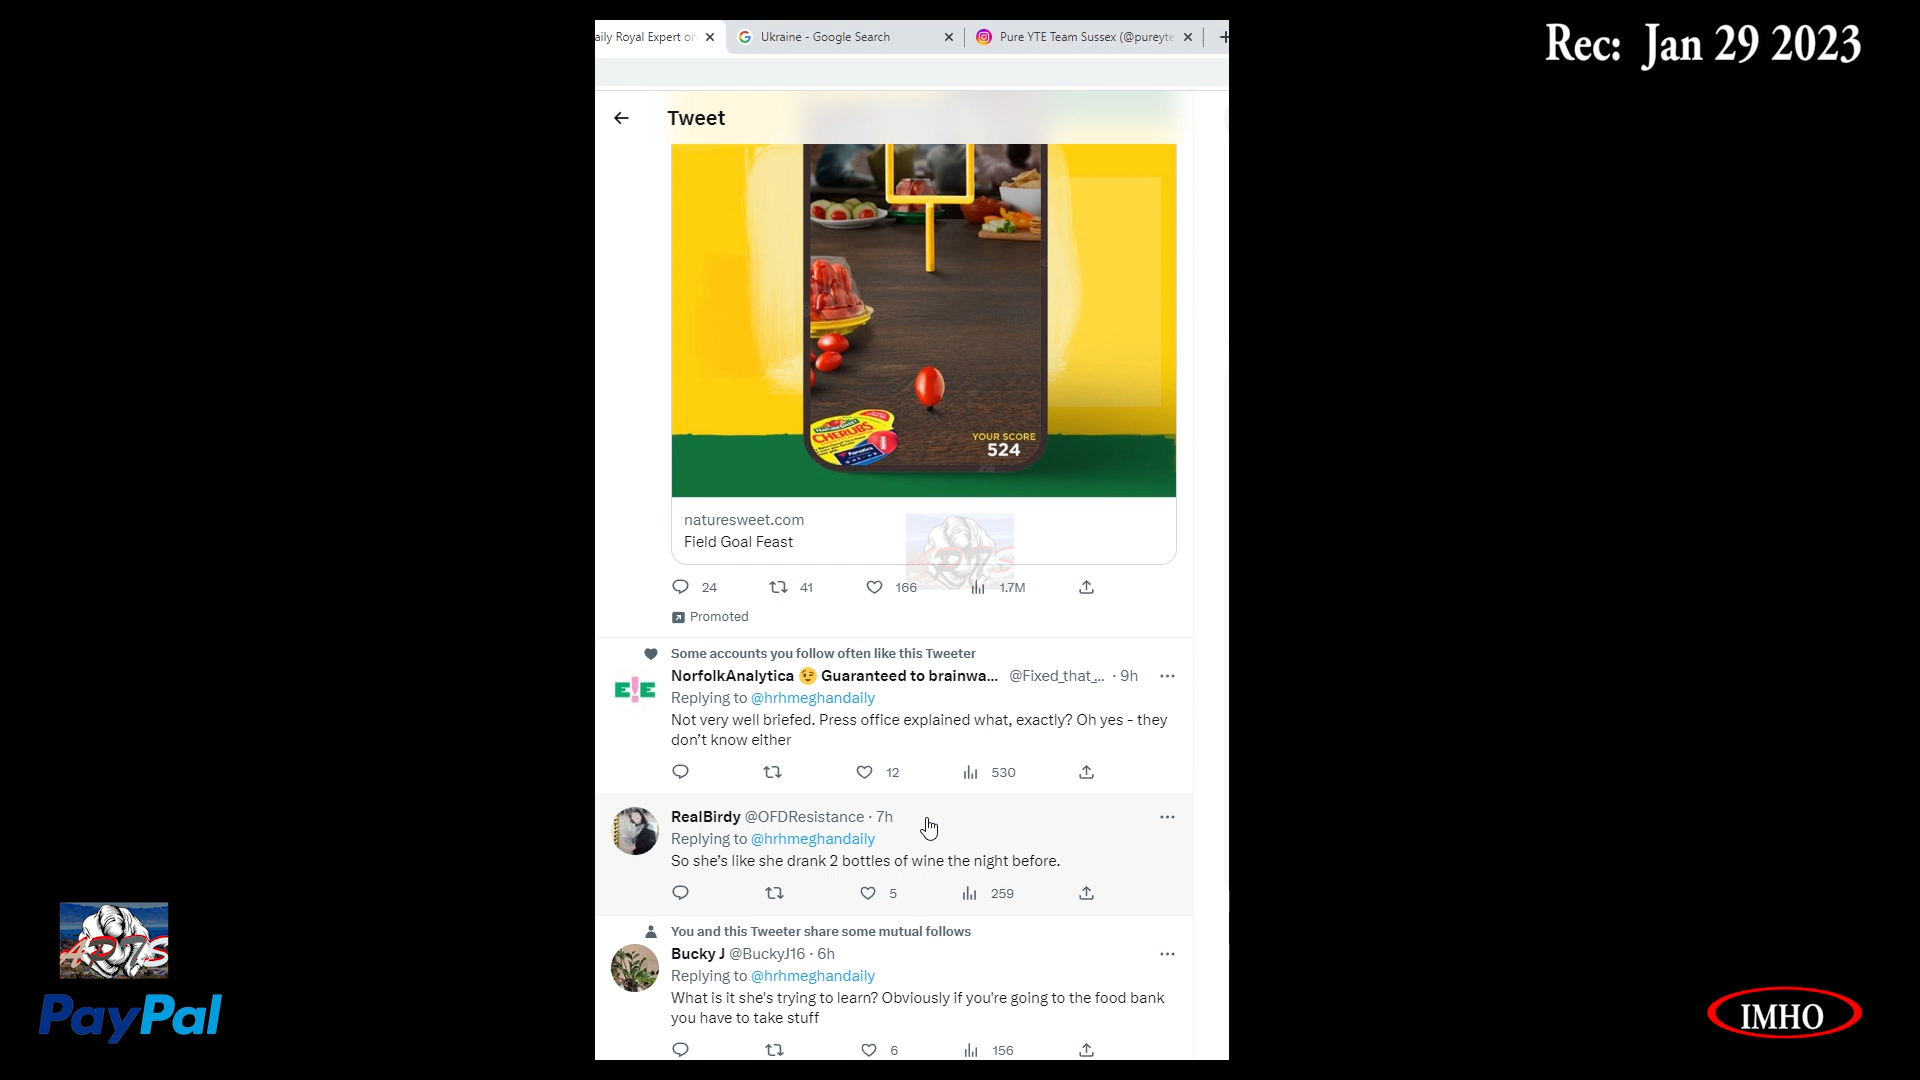 Rec: Jan 29 2023
aily Royal Expert on
Ukraine - Google Search
Pure YTE Team Sussex (@pureyte
Tweet
CHERUBS
YOUR SCORE
524
naturesweet.com
Field Goal Feast
24 41 166 1.7M
Promoted
Some accounts you follow often like this Tweeter
NorfolkAnalytica 😉 Guaranteed to brainwa... @Fixed_that_... · 9h
Replying to @hrhmeghandaily
Not very well briefed. Press office explained what, exactly? Oh yes - they
don't know either
12 530
RealBirdy @OFDResistance · 7h
Replying to @hrhmeghandaily
So she's like she drank 2 bottles of wine the night before.
5 259
You and this Tweeter share some mutual follows
Bucky J @BuckyJ16 · 6h
Replying to @hrhmeghandaily
What is it she's trying to learn? Obviously if you're going to the food bank
you have to take stuff
6 156
PayPal
IMHO